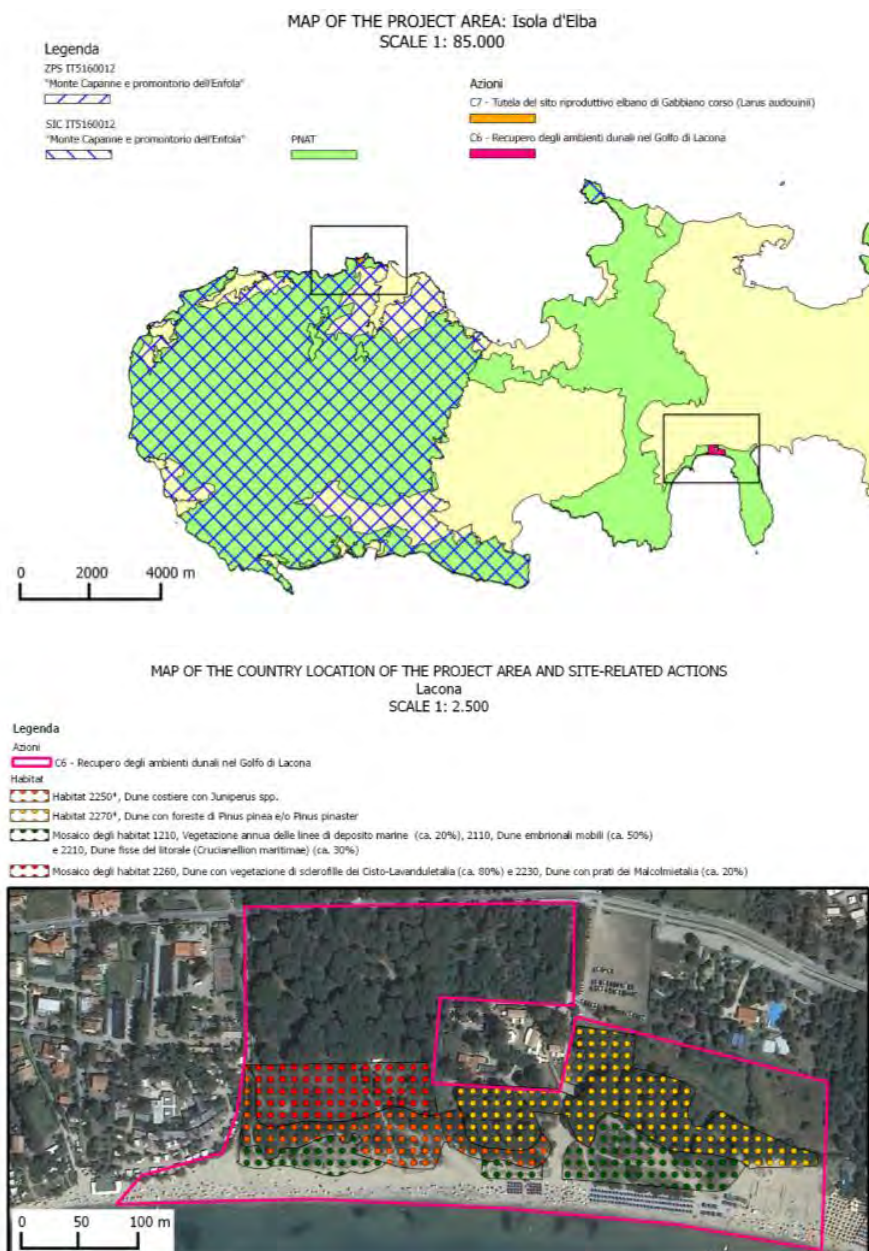 MAP OF THE PROJECT AREA: Isola d'Elba
SCALE 1: 85.000
Legenda
ZPS IT5160012
"Monte Capanne e promontorio dell'Enfola"
SIC IT5160012
"Monte Capanne e promontorio dell'Enfola"
PNAT
Azioni
C7 - Tutela del sito riproduttivo elbano di Gabbiano corso (Larus audouinii)
C6 - Recupero degli ambienti dunali nel Golfo di Lacona
0 2000 4000 m
MAP OF THE COUNTRY LOCATION OF THE PROJECT AREA AND SITE-RELATED ACTIONS
Lacona
SCALE 1: 2.500
Legenda
Azioni
C6 - Recupero degli ambienti dunali nel Golfo di Lacona
Habitat
Habitat 2250*, Dune costiere con Juniperus spp.
Habitat 2270*, Dune con foreste di Pinus pinea e/o Pinus pinaster
Mosaico degli habitat 1210, Vegetazione annua delle linee di deposito marine (ca. 20%), 2110, Dune embrionali mobili (ca. 50%)
e 2210, Dune fisse del litorale (Crucianellion maritimae) (ca. 30%)
Mosaico degli habitat 2260, Dune con vegetazione di sclerofille dei Cisto-Lavanduletalia (ca. 80%) e 2230, Dune con prati dei Malcolmietalia (ca. 20%)
0 50 100 m